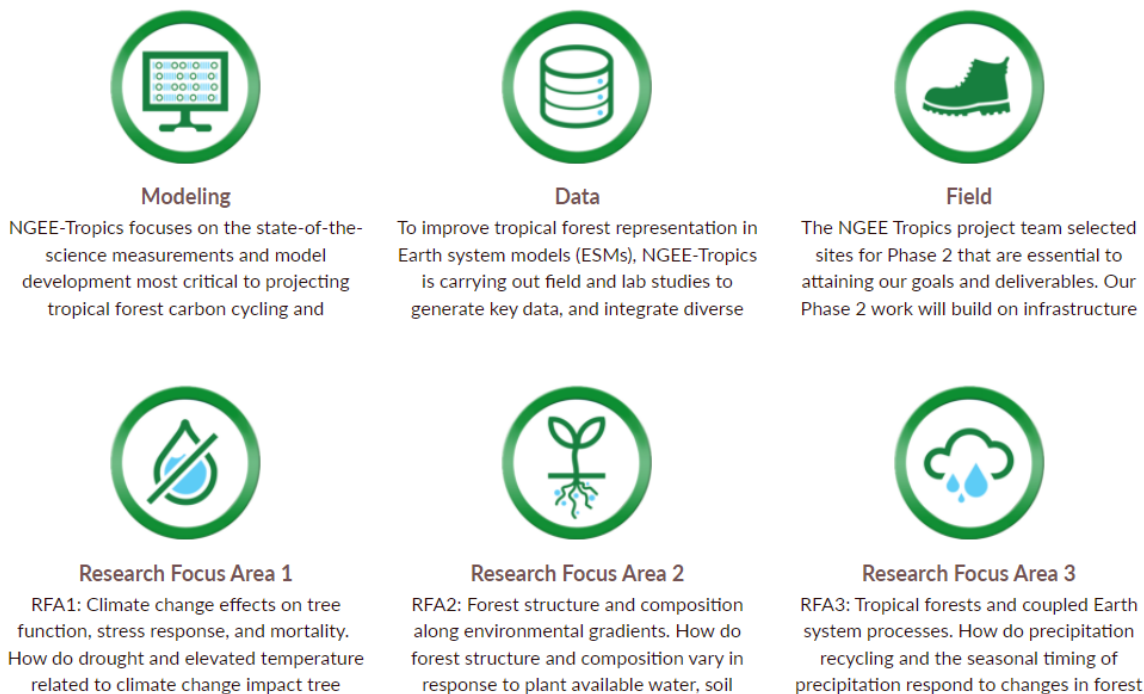 Modeling
NGEE-Tropics focuses on the state-of-the-
science measurements and model
development most critical to projecting
tropical forest carbon cycling and
Data
To improve tropical forest representation in
Earth system models (ESMs), NGEE-Tropics
is carrying out field and lab studies to
generate key data, and integrate diverse
Field
The NGEE Tropics project team selected
sites for Phase 2 that are essential to
attaining our goals and deliverables. Our
Phase 2 work will build on infrastructure
Research Focus Area 1
RFA1: Climate change effects on tree
function, stress response, and mortality.
How do drought and elevated temperature
related to climate change impact tree
Research Focus Area 2
RFA2: Forest structure and composition
along environmental gradients. How do
forest structure and composition vary in
response to plant available water, soil
Research Focus Area 3
RFA3: Tropical forests and coupled Earth
system processes. How do precipitation
recycling and the seasonal timing of
precipitation respond to changes in forest